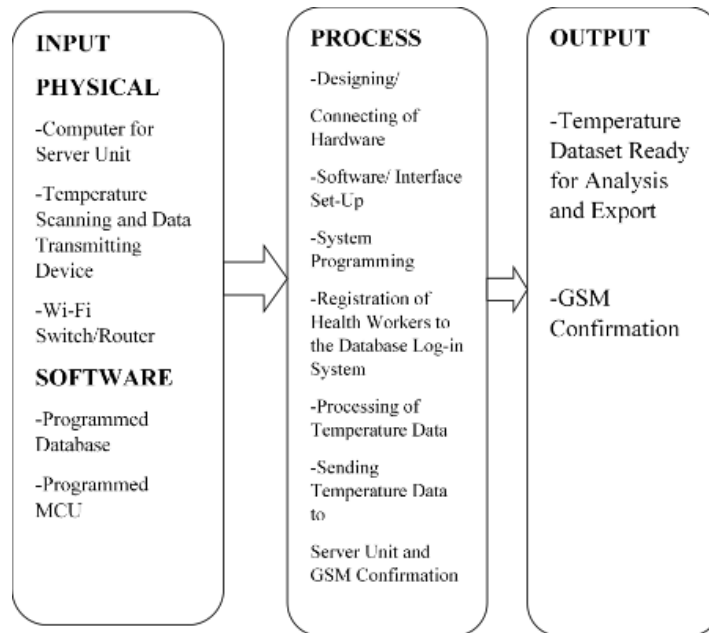 INPUT
PHYSICAL
-Computer for
Server Unit
-Temperature
Scanning and Data
Transmitting
Device
-Wi-Fi
Switch/Router
SOFTWARE
-Programmed
Database
-Programmed
MCU
PROCESS
-Designing/
Connecting of
Hardware
-Software/ Interface
Set-Up
-System
Programming
-Registration of
Health Workers to
the Database Log-in
System
-Processing of
Temperature Data
-Sending
Temperature Data
to
Server Unit and
GSM Confirmation
OUTPUT
-Temperature
Dataset Ready
for Analysis
and Export
-GSM
Confirmation